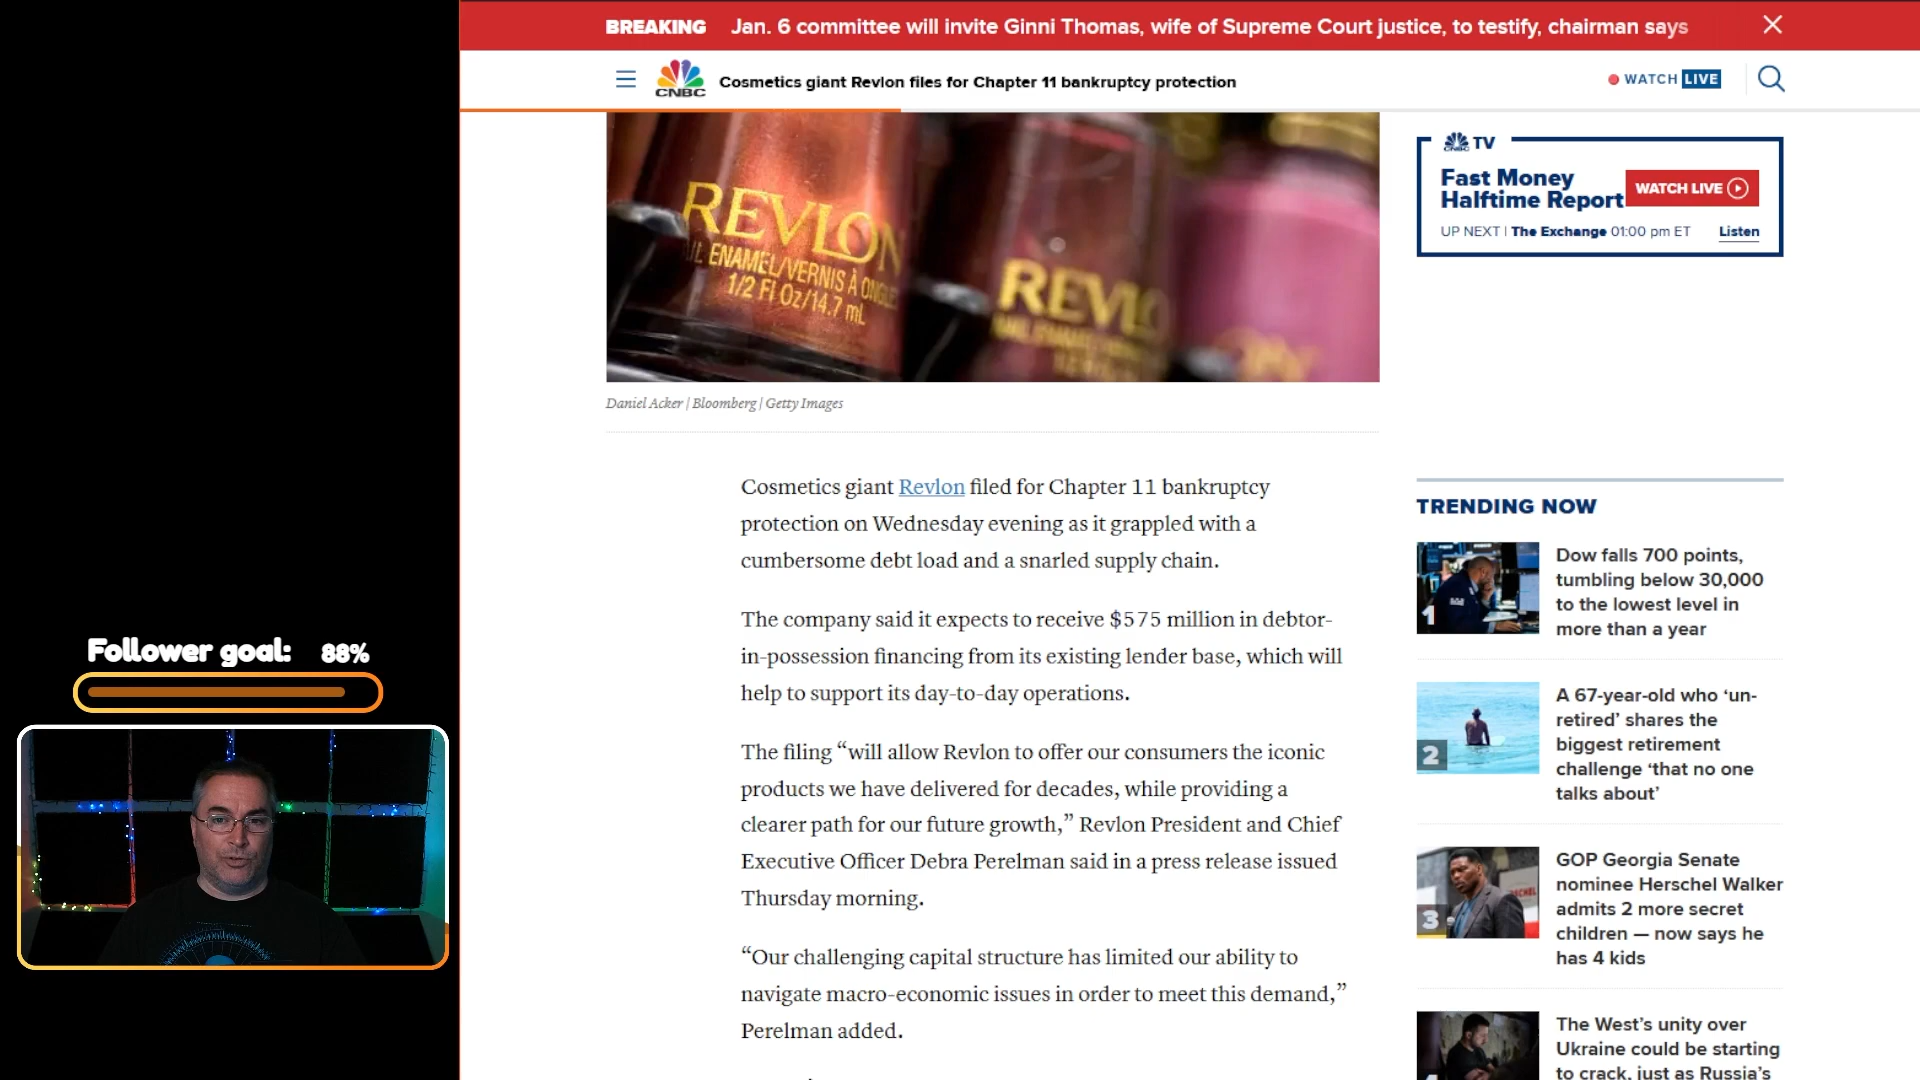 BREAKING Jan. 6 committee will invite Ginni Thomas, wife of Supreme Court justice, to testify, chairman says
CNBC Cosmetics giant Revlon files for Chapter 11 bankruptcy protection
WATCH LIVE
REVLON
ENAMEL/VERNIS À ONGLE
1/2 Fl Oz/14.7 mL
REVLO
Daniel Acker | Bloomberg | Getty Images
Cosmetics giant Revlon filed for Chapter 11 bankruptcy
protection on Wednesday evening as it grappled with a
cumbersome debt load and a snarled supply chain.
The company said it expects to receive $575 million in debtor-
in-possession financing from its existing lender base, which will
help to support its day-to-day operations.
The filing “will allow Revlon to offer our consumers the iconic
products we have delivered for decades, while providing a
clearer path for our future growth,” Revlon President and Chief
Executive Officer Debra Perelman said in a press release issued
Thursday morning.
“Our challenging capital structure has limited our ability to
navigate macro-economic issues in order to meet this demand,”
Perelman added.
CNBC TV
Fast Money
Halftime Report
WATCH LIVE
UP NEXT | The Exchange 01:00 pm ET
Listen
TRENDING NOW
1
Dow falls 700 points,
tumbling below 30,000
to the lowest level in
more than a year
2
A 67-year-old who ‘un-
retired’ shares the
biggest retirement
challenge ‘that no one
talks about’
3
GOP Georgia Senate
nominee Herschel Walker
admits 2 more secret
children — now says he
has 4 kids
The West’s unity over
Ukraine could be starting
to crack, just as Russia’s
Follower goal: 88%